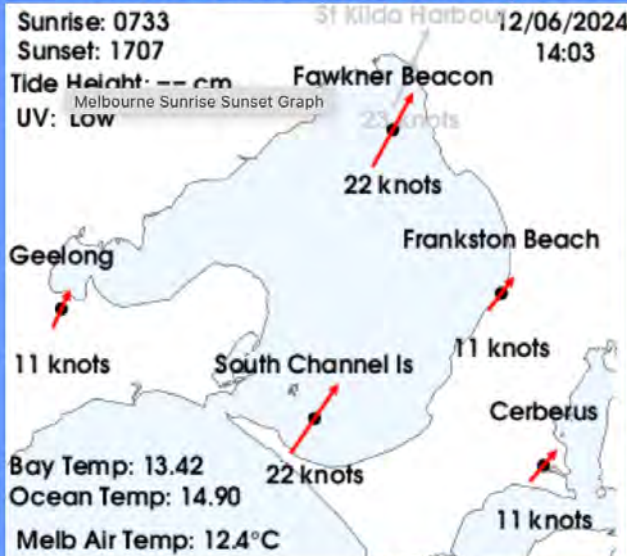 Sunrise: 0733
Sunset: 1707
Tide Height: -- cm
Melbourne Sunrise Sunset Graph
UV: Low
St Kilda Harbour
12/06/2024
14:03
Fawkner Beacon
23 knots
22 knots
Geelong
Frankston Beach
11 knots
South Channel Is
11 knots
Cerberus
Bay Temp: 13.42
22 knots
Ocean Temp: 14.90
11 knots
Melb Air Temp: 12.4°C